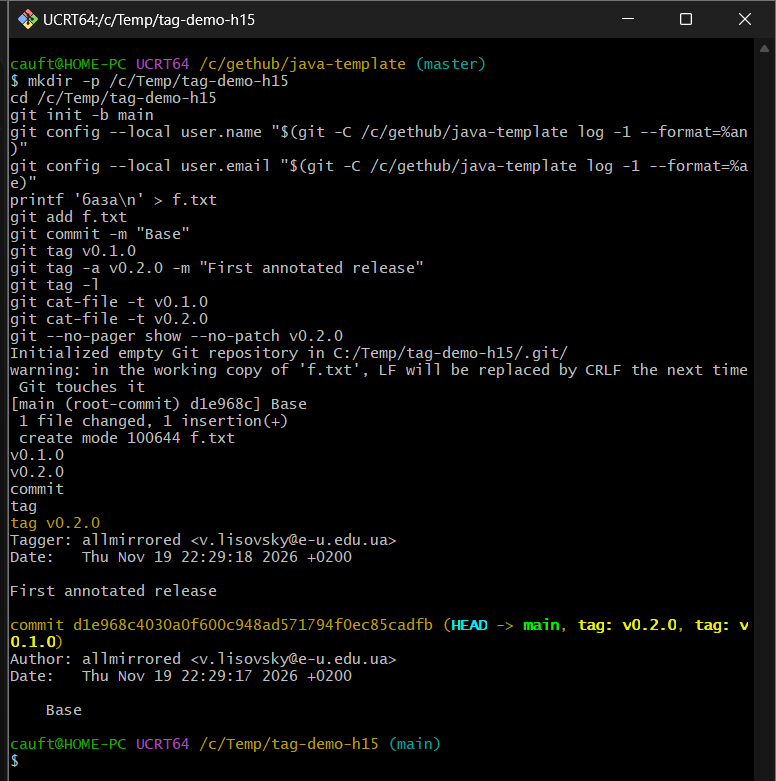 UCRT64:/c/Temp/tag-demo-h15
cauft@HOME-PC UCRT64 /c/gethub/java-template (master)
$ mkdir -p /c/Temp/tag-demo-h15
cd /c/Temp/tag-demo-h15
git init -b main
git config --local user.name "$(git -C /c/gethub/java-template log -1 --format=%an
)"
git config --local user.email "$(git -C /c/gethub/java-template log -1 --format=%a
e)"
printf 'база\n' > f.txt
git add f.txt
git commit -m "Base"
git tag v0.1.0
git tag -a v0.2.0 -m "First annotated release"
git tag -l
git cat-file -t v0.1.0
git cat-file -t v0.2.0
git --no-pager show --no-patch v0.2.0
Initialized empty Git repository in C:/Temp/tag-demo-h15/.git/
warning: in the working copy of 'f.txt', LF will be replaced by CRLF the next time
 Git touches it
[main (root-commit) d1e968c] Base
 1 file changed, 1 insertion(+)
 create mode 100644 f.txt
v0.1.0
v0.2.0
commit
tag
tag v0.2.0
Tagger: allmirrored <v.lisovsky@e-u.edu.ua>
Date:   Thu Nov 19 22:29:18 2026 +0200

First annotated release

commit d1e968c4030a0f600c948ad571794f0ec85cadfb (HEAD -> main, tag: v0.2.0, tag: v
0.1.0)
Author: allmirrored <v.lisovsky@e-u.edu.ua>
Date:   Thu Nov 19 22:29:17 2026 +0200

    Base

cauft@HOME-PC UCRT64 /c/Temp/tag-demo-h15 (main)
$